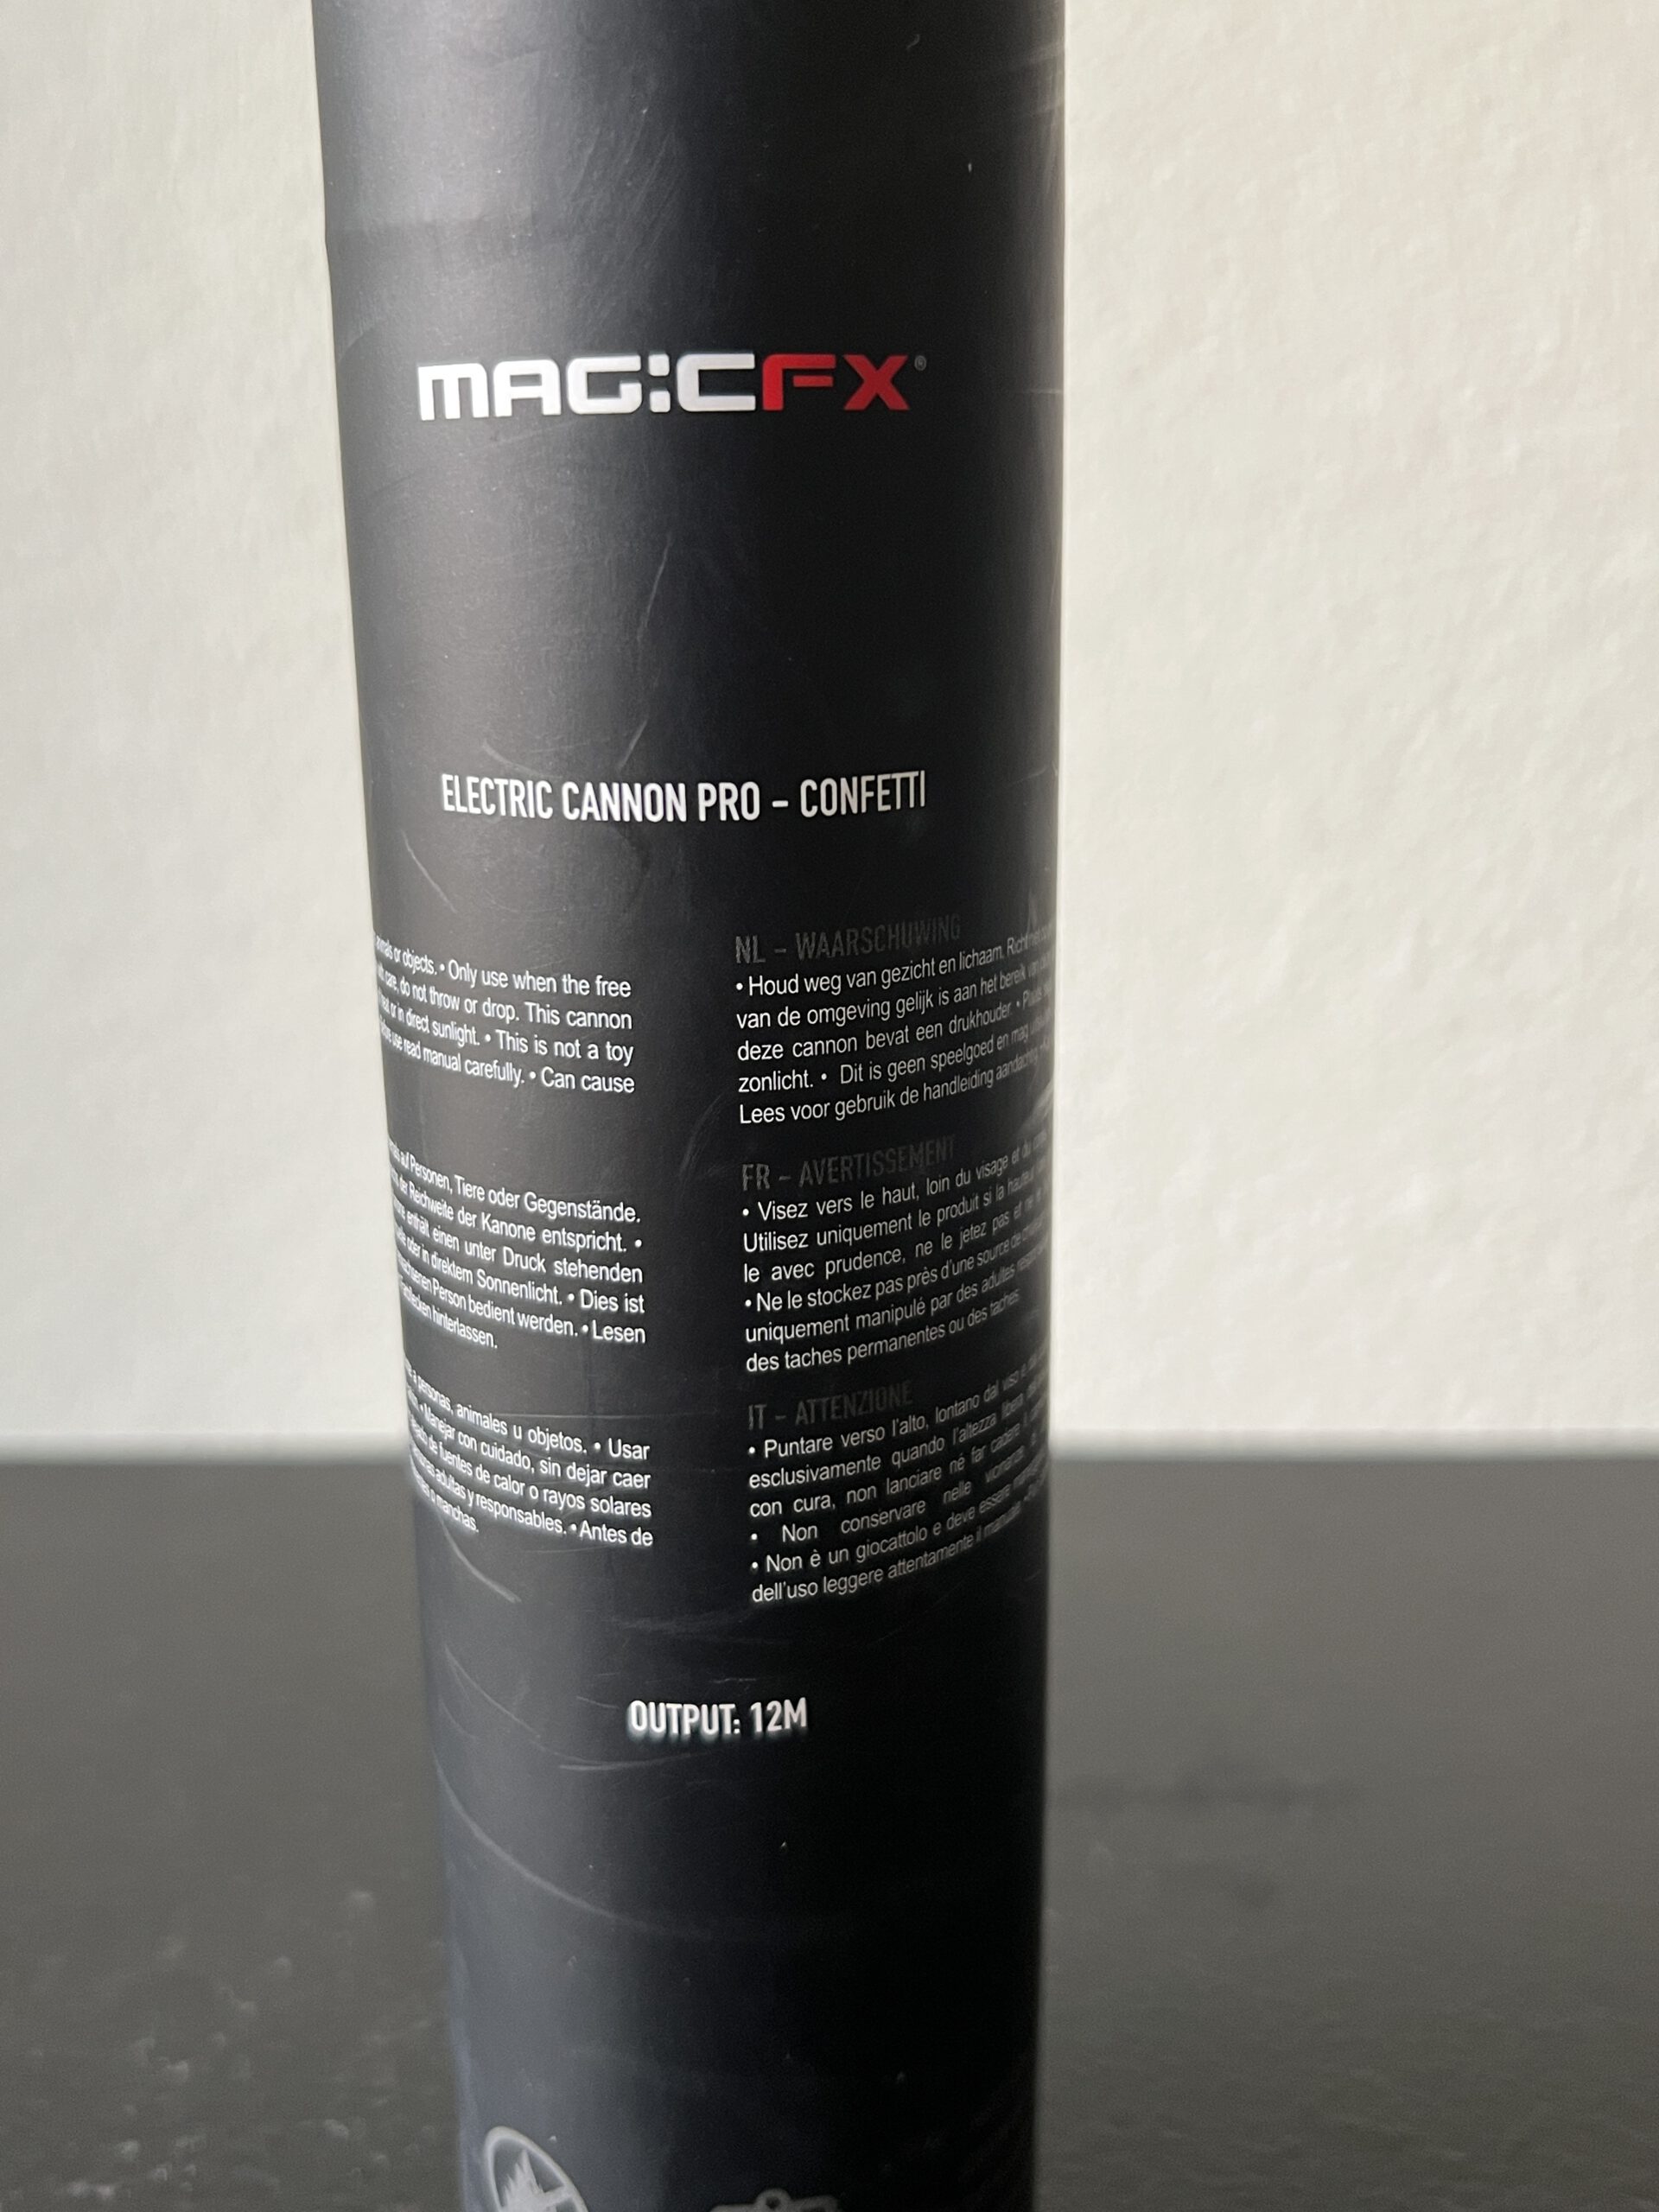 MAGICFX®
ELECTRIC CANNON PRO – CONFETTI
or objects. • Only use when the free
care, do not throw or drop. This cannon
or in direct sunlight. • This is not a toy
use read manual carefully. • Can cause
auf Personen, Tiere oder Gegenstände.
der Reichweite der Kanone entspricht. •
enthält einen unter Druck stehenden
oder in direktem Sonnenlicht. • Dies ist
Person bedient werden. • Lesen
hinterlassen.
a personas, animales u objetos. • Usar
• Manejar con cuidado, sin dejar caer
de fuentes de calor o rayos solares
adultas y responsables. • Antes de
o manchas.
NL – WAARSCHUWING
• Houd weg van gezicht en lichaam. Richt
van de omgeving gelijk is aan het bereik van
deze cannon bevat een drukhouder. •
zonlicht. • Dit is geen speelgoed en mag
Lees voor gebruik de handleiding aandachtig.
FR – AVERTISSEMENT
• Visez vers le haut, loin du visage et du
Utilisez uniquement le produit si la hauteur
le avec prudence, ne le jetez pas et ne
• Ne le stockez pas près d'une source de
uniquement manipulé par des adultes
des taches permanentes ou des taches.
IT – ATTENZIONE
• Puntare verso l'alto, lontano dal viso e
esclusivamente quando l'altezza libera
con cura, non lanciare né far cadere
• Non conservare nelle vicinanze
• Non è un giocattolo e deve essere
dell'uso leggere attentamente il manuale.
OUTPUT: 12M